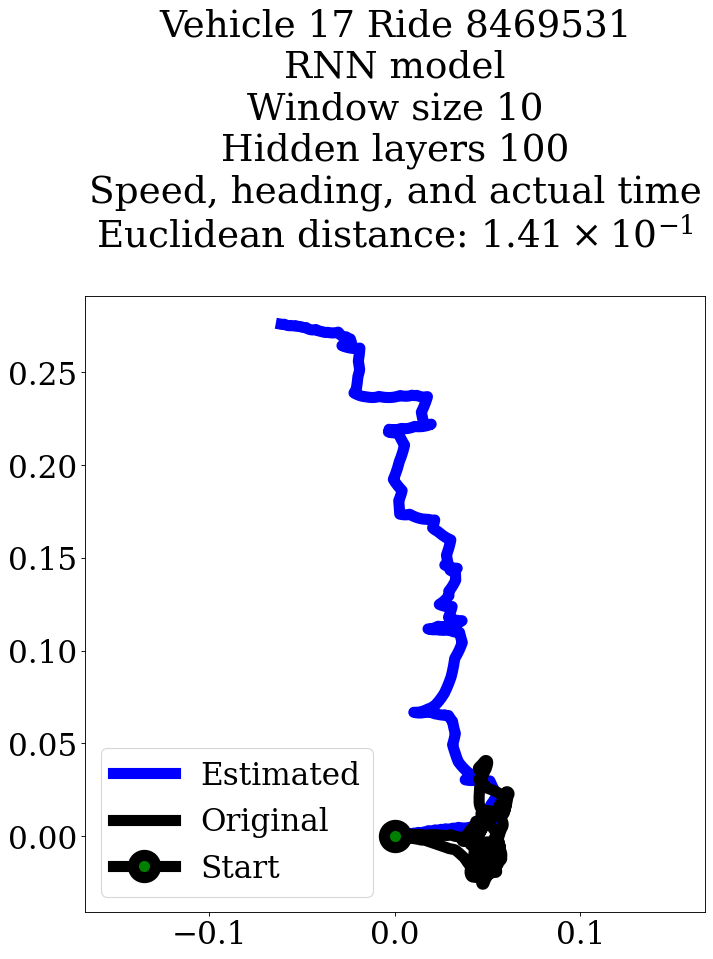 Vehicle 17 Ride 8469531
RNN model
Window size 10
Hidden layers 100
Speed, heading, and actual time
Euclidean distance: 1.41 × 10⁻¹
0.25
0.20
0.15
0.10
0.05
0.00
Estimated
Original
Start
−0.1
0.0
0.1